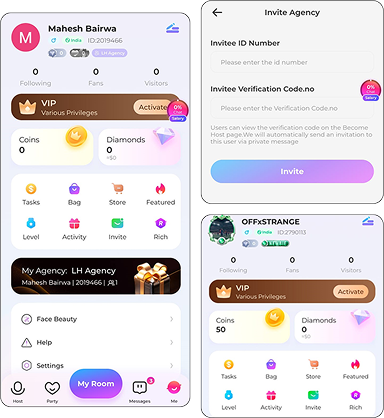 M
Mahesh Bairwa
India ID:2019466
0 0 LH Agency
0 0 0
Following Fans Visitors
VIP
Various Privileges
Activate
0%
Chat
Salary
Coins
0
Diamonds
0
≈$0
Tasks Bag Store Featured
Level Activity Invite Rich
My Agency: LH Agency
Mahesh Bairwa | 2019466 | 1
Face Beauty
Help
Settings
Host Party My Room Messages 3 Me
Invite Agency
Invitee ID Number
Please enter the id number
Invitee Verification Code.no
Please enter the Verification Code.no
0%
Chat
Salary
Users can view the verification code on the Become
Host page.We will automatically send an invitation to
this user via private message
Invite
OFFxSTRANGE
India ID:2790113
0 0 0
Following Fans Visitors
VIP
Various Privileges
Activate
Coins
50
Diamonds
0
≈$0
Tasks Bag Store Featured
Level Activity Invite Rich